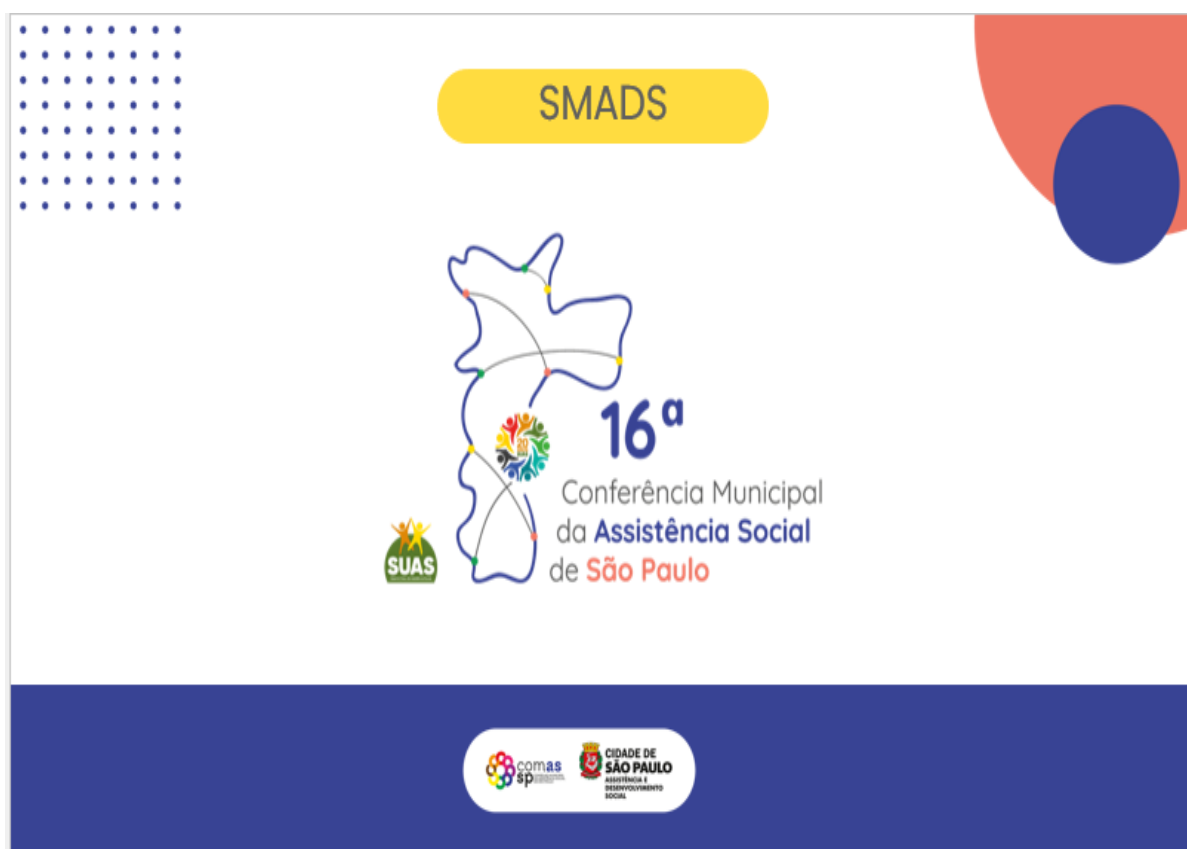 SMADS
16ª
Conferência Municipal
da Assistência Social
de São Paulo
20
SUAS
comas
sp
CIDADE DE
SÃO PAULO
ASSISTÊNCIA E
DESENVOLVIMENTO
SOCIAL